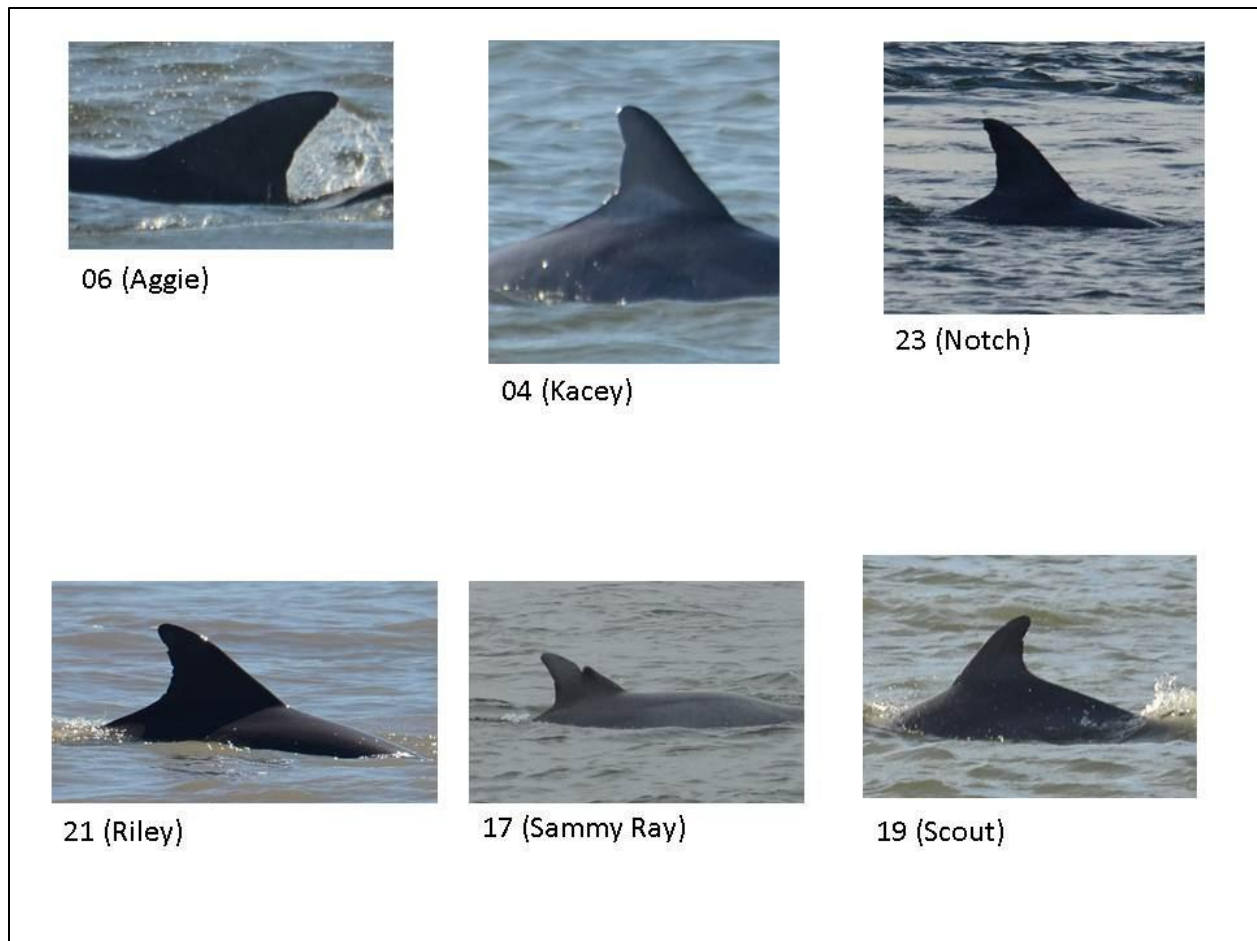 06 (Aggie)
04 (Kacey)
23 (Notch)
21 (Riley)
17 (Sammy Ray)
19 (Scout)